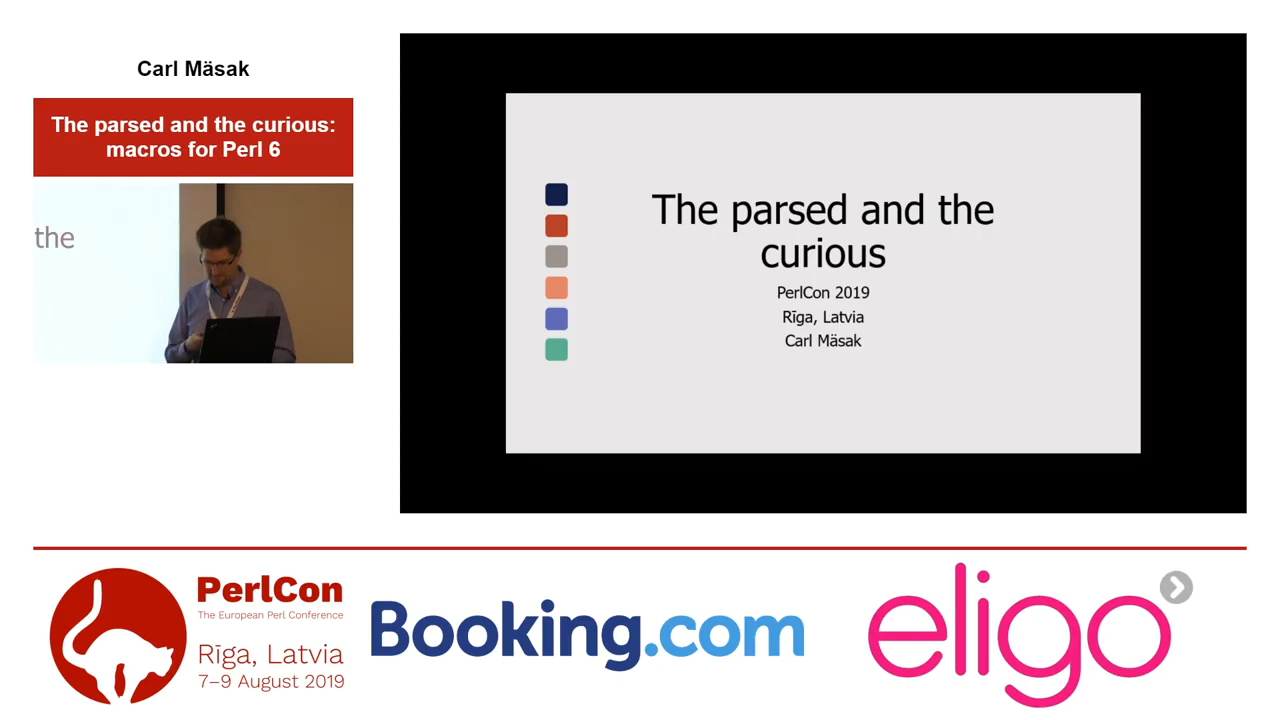 Carl Mäsak
The parsed and the curious:
macros for Perl 6
the
The parsed and the
curious
PerlCon 2019
Rīga, Latvia
Carl Mäsak
PerlCon
The European Perl Conference
Rīga, Latvia
7–9 August 2019
Booking.com
eligo